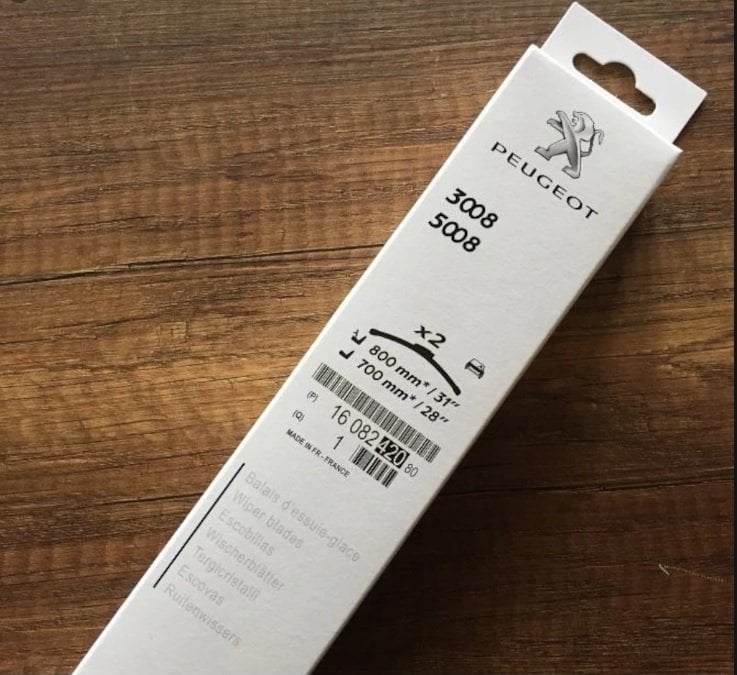 PEUGEOT
3008
5008
x2
800 mm* / 31"
700 mm* / 28"
(P) 16 082 420 80
(Q) 1
MADE IN FR - FRANCE
Balais d'essuie-glace
Wiper blades
Escobillas
Wischerblätter
Tergicristalli
Escovas
Ruitenwissers